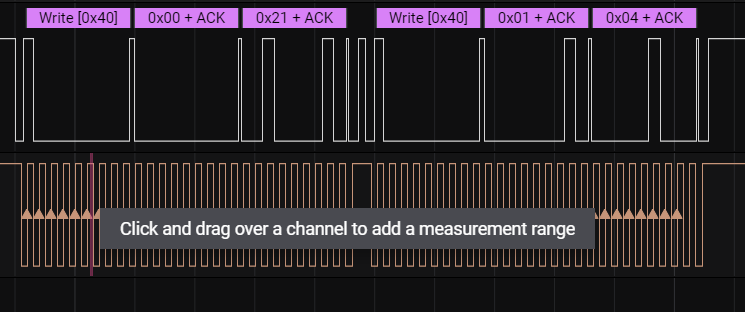 Write [0x40] 0x00 + ACK 0x21 + ACK Write [0x40] 0x01 + ACK 0x04 + ACK
Click and drag over a channel to add a measurement range